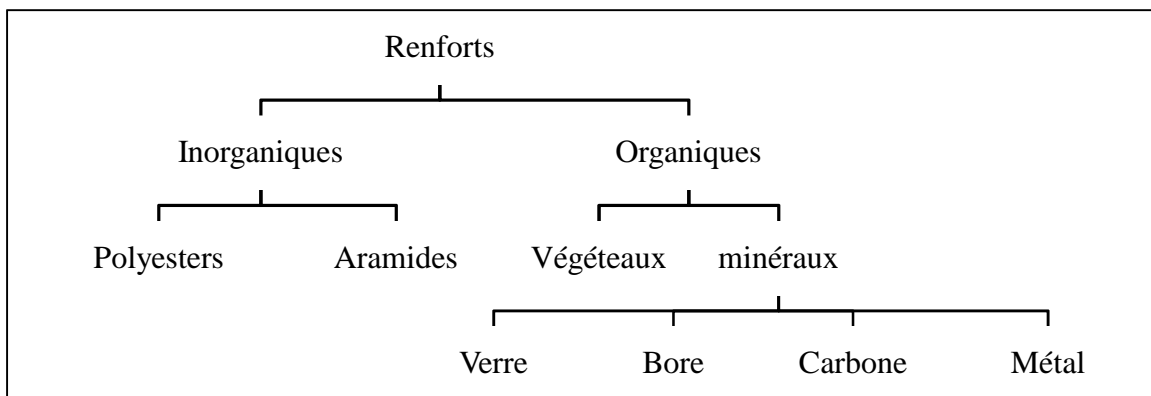 Renforts
Inorganiques Organiques
Polyesters Aramides Végéteaux minéraux
Verre Bore Carbone Métal